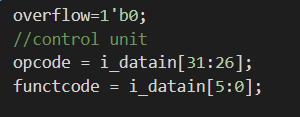 overflow=1'b0;
//control unit
opcode = i_datain[31:26];
functcode = i_datain[5:0];